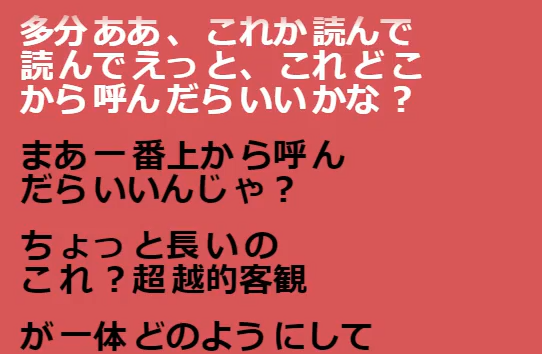 多分ああ、これか読んで
読んでえっと、これどこ
から呼んだらいいかな？
まあ一番上から呼ん
だらいいんじゃ？
ちょっと長いの
これ？超越的客観
が一体どのようにして